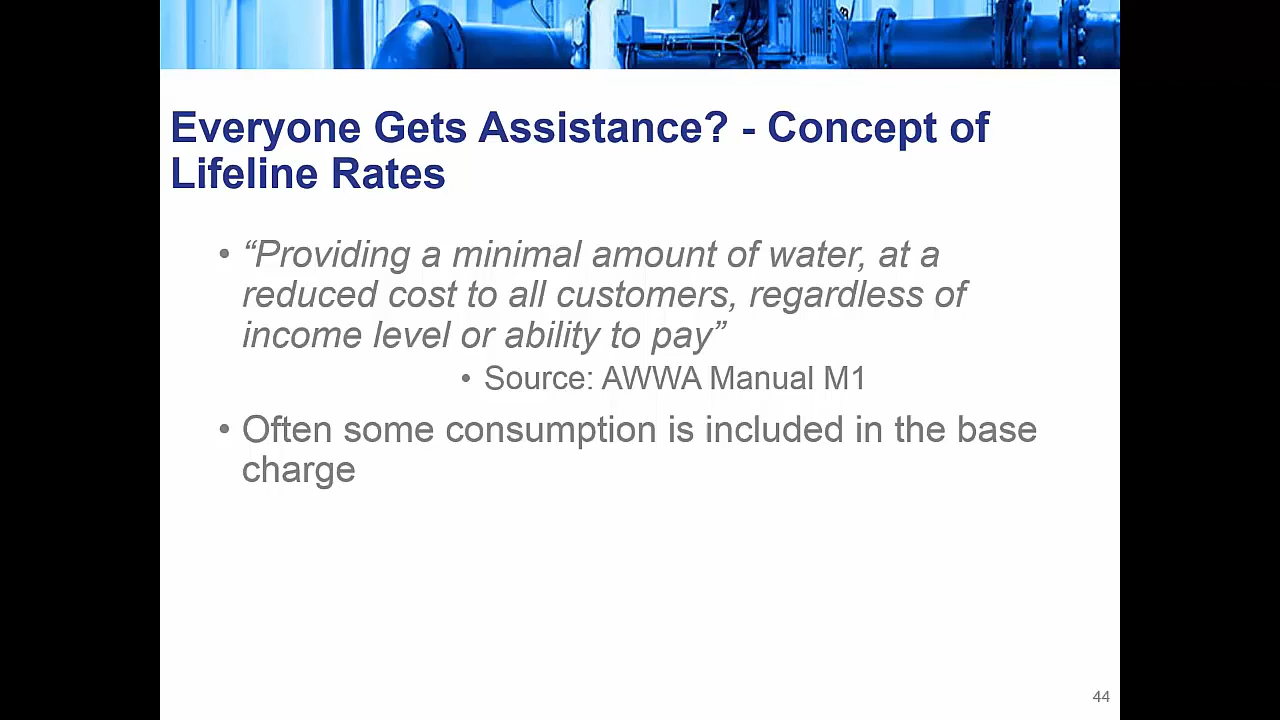 Everyone Gets Assistance? - Concept of
Lifeline Rates
• “Providing a minimal amount of water, at a
reduced cost to all customers, regardless of
income level or ability to pay”
• Source: AWWA Manual M1
• Often some consumption is included in the base
charge
44